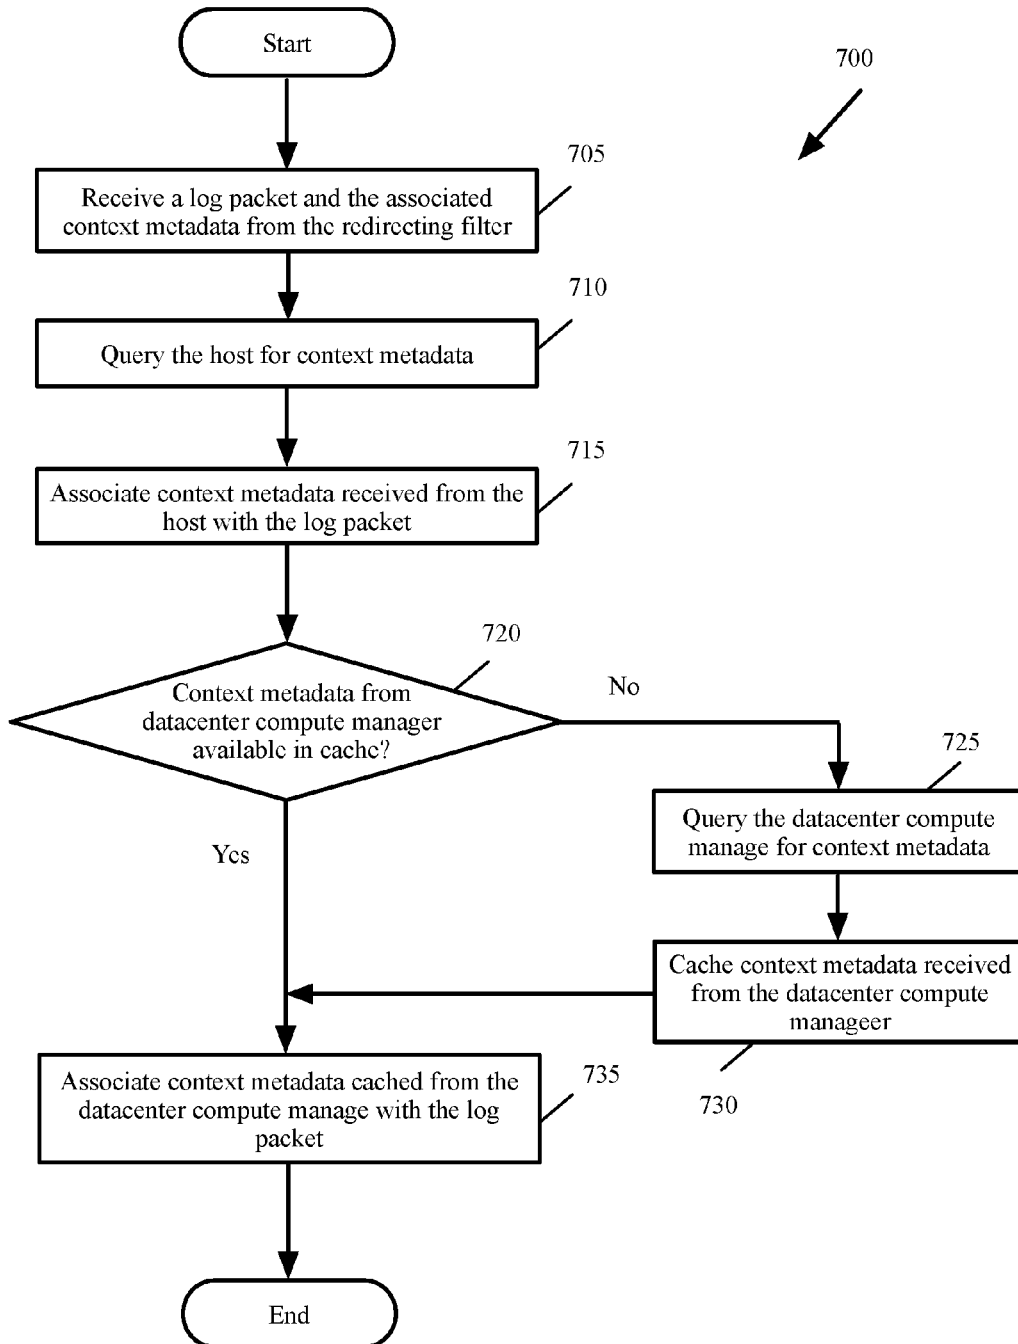 Start
700
705
Receive a log packet and the associated
context metadata from the redirecting filter
710
Query the host for context metadata
715
Associate context metadata received from the
host with the log packet
720
Context metadata from
datacenter compute manager
available in cache?
No
725
Query the datacenter compute
manage for context metadata
Yes
Cache context metadata received
from the datacenter compute
manageer
730
735
Associate context metadata cached from the
datacenter compute manage with the log
packet
End